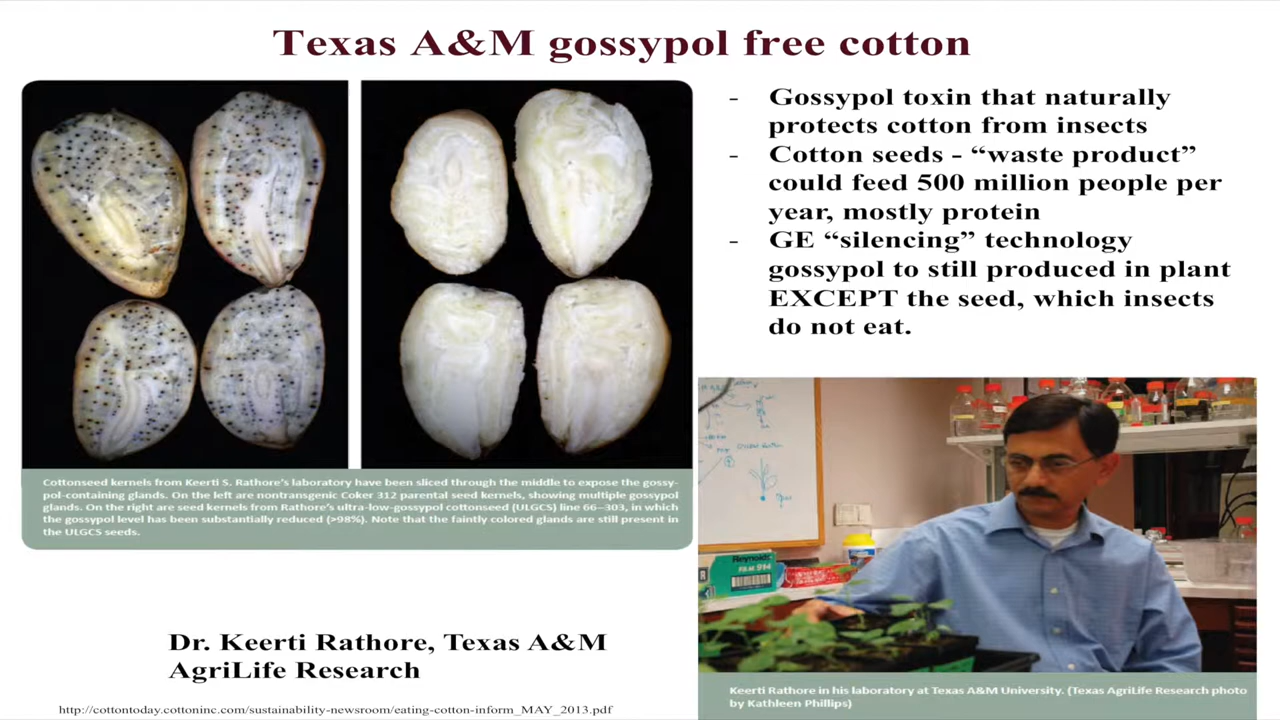 Texas A&M gossypol free cotton
- Gossypol toxin that naturally
protects cotton from insects
- Cotton seeds - “waste product”
could feed 500 million people per
year, mostly protein
- GE “silencing” technology
gossypol to still produced in plant
EXCEPT the seed, which insects
do not eat.
Cottonseed kernels from Keerti S. Rathore’s laboratory have been sliced through the middle to expose the gossy-
pol-containing glands. On the left are nontransgenic Coker 312 parental seed kernels, showing multiple gossypol
glands. On the right are seed kernels from Rathore’s ultra-low-gossypol cottonseed (ULGCS) line 66–303, in which
the gossypol level has been substantially reduced (>98%). Note that the faintly colored glands are still present in
the ULGCS seeds.
Reynolds
FILM 914
Dr. Keerti Rathore, Texas A&M
AgriLife Research
Keerti Rathore in his laboratory at Texas A&M University. (Texas AgriLife Research photo
by Kathleen Phillips)
http://cottontoday.cottoninc.com/sustainability-newsroom/eating-cotton-inform_MAY_2013.pdf